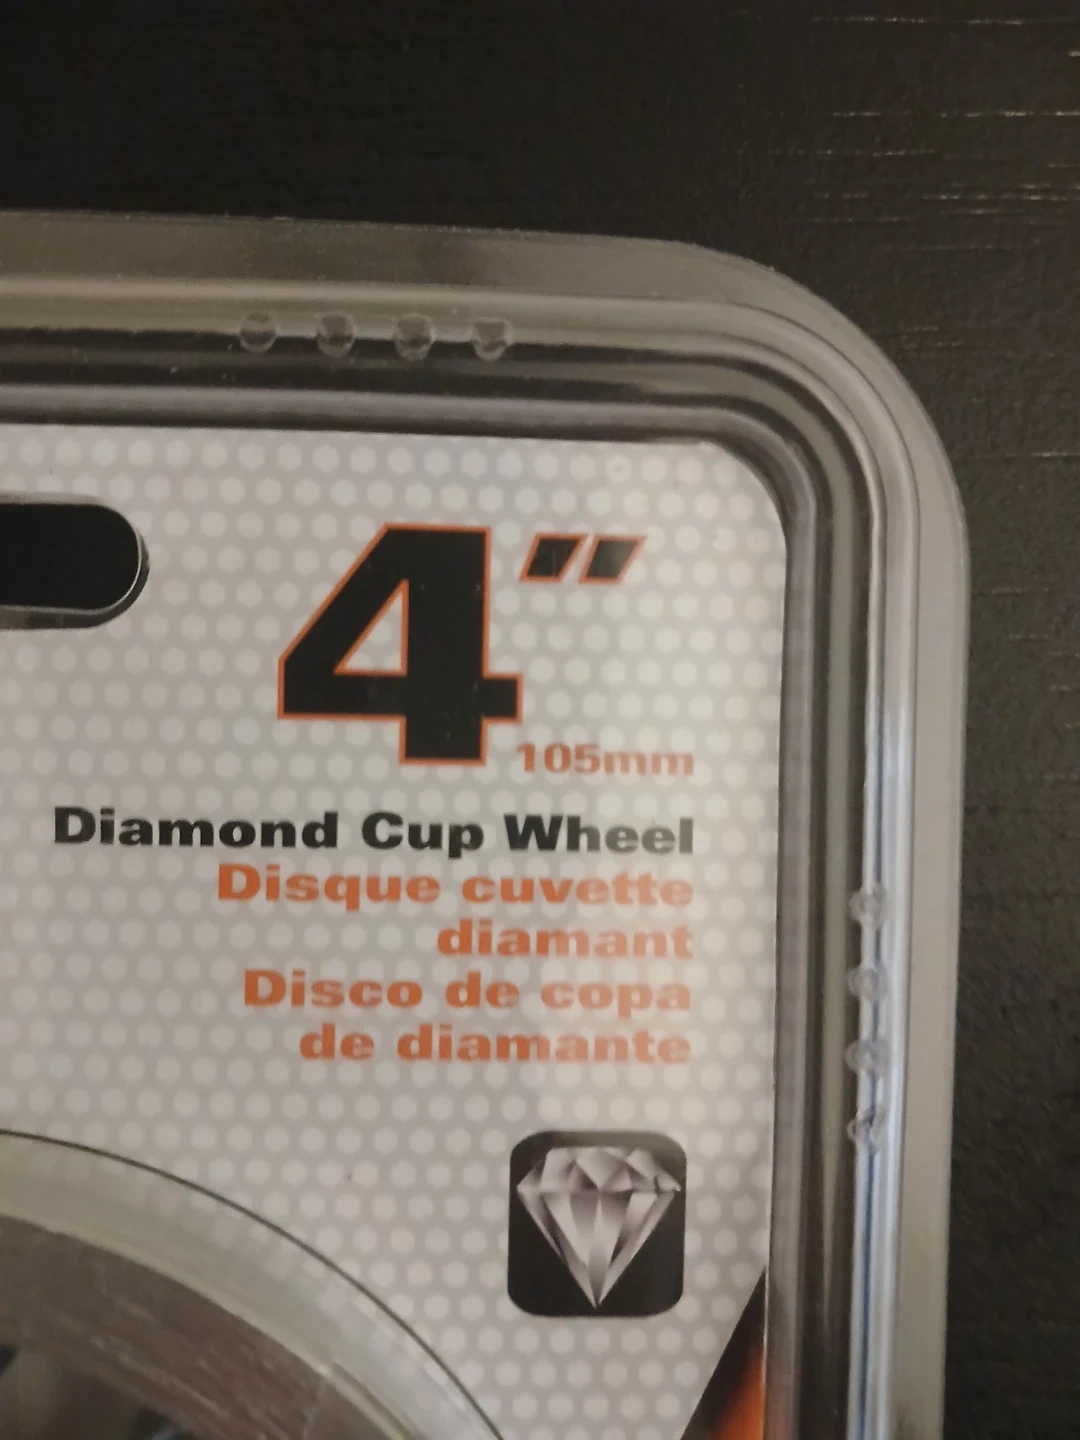 4″
105mm
Diamond Cup Wheel
Disque cuvette
diamant
Disco de copa
de diamante